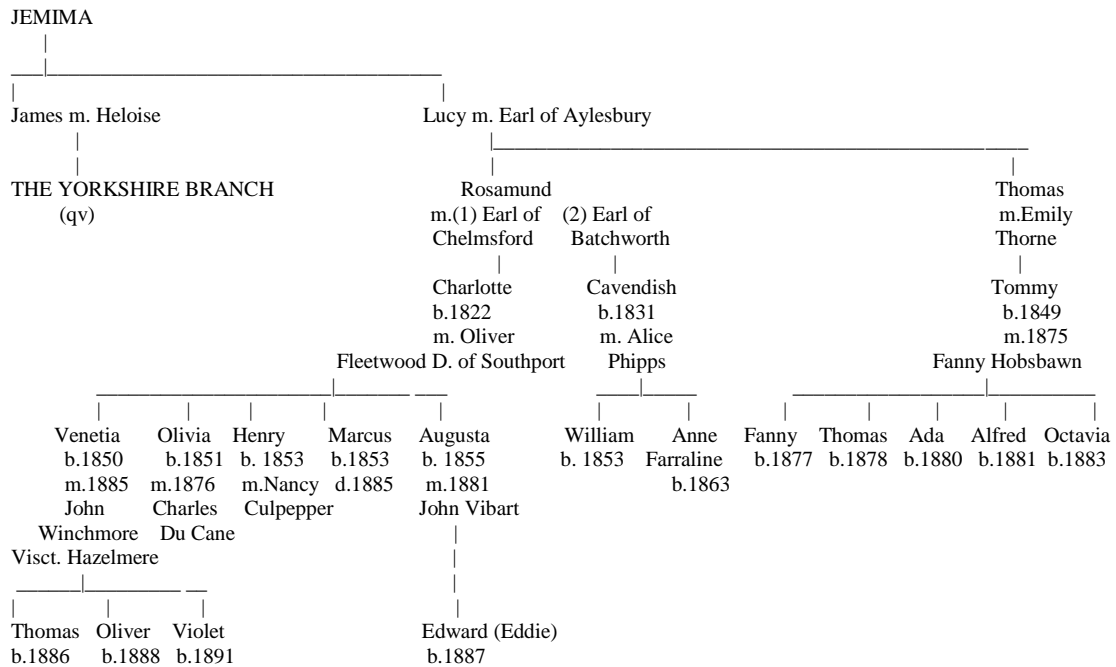 JEMIMA
James m. Heloise Lucy m. Earl of Aylesbury
THE YORKSHIRE BRANCH Rosamund Thomas
(qv) m.(1) Earl of (2) Earl of m.Emily
Chelmsford Batchworth Thorne
Charlotte Cavendish Tommy
b.1822 b.1831 b.1849
m. Oliver m. Alice m.1875
Fleetwood D. of Southport Phipps Fanny Hobsbawn
Venetia Olivia Henry Marcus Augusta William Anne Fanny Thomas Ada Alfred Octavia
b.1850 b.1851 b. 1853 b.1853 b. 1855 b. 1853 Farraline b.1877 b.1878 b.1880 b.1881 b.1883
m.1885 m.1876 m.Nancy d.1885 m.1881 b.1863
John Charles Culpepper John Vibart
Winchmore Du Cane
Visct. Hazelmere
Thomas Oliver Violet Edward (Eddie)
b.1886 b.1888 b.1891 b.1887